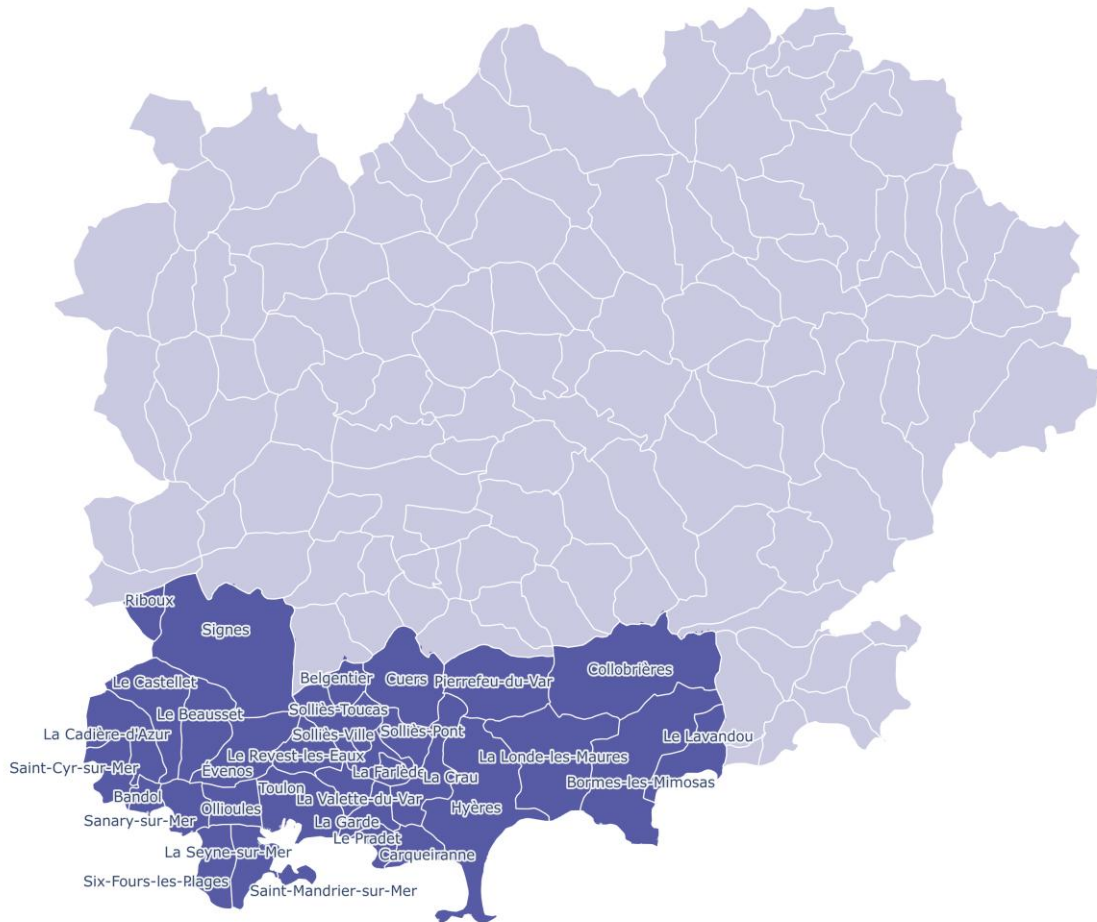 Riboux
Signes
Collobrières
Belgentier
Cuers
Pierrefeu-du-Var
Le Castellet
Solliès-Toucas
Le Beausset
Solliès-Pont
La Cadière-d'Azur
Solliès-Ville
Le Lavandou
Le Revest-les-Eaux
La Londe-les-Maures
Saint-Cyr-sur-Mer
Évenos
La Farlède
La Crau
Bormes-les-Mimosas
Toulon
Bandol
La Valette-du-Var
Ollioules
Hyères
Sanary-sur-Mer
La Garde
Le Pradet
La Seyne-sur-Mer
Carqueiranne
Six-Fours-les-Plages
Saint-Mandrier-sur-Mer